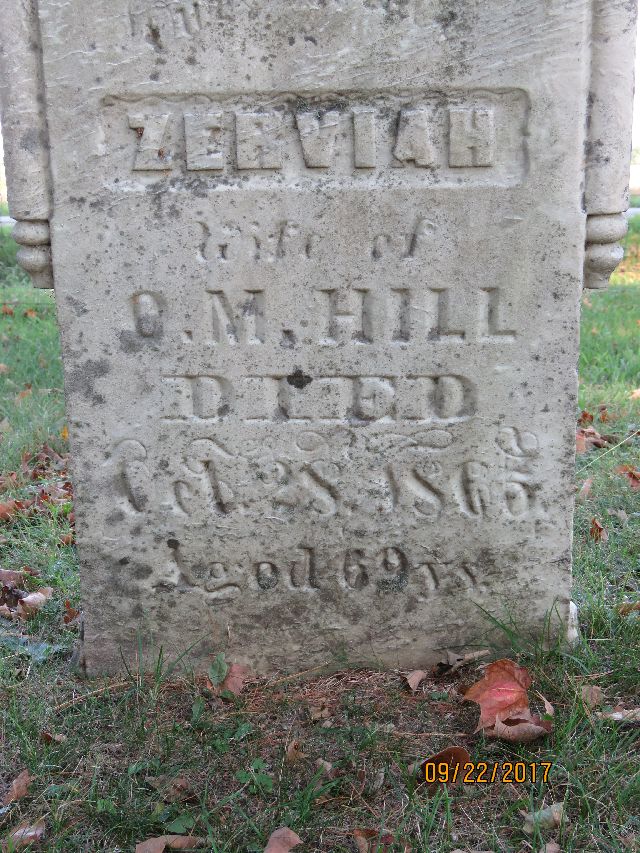 ZERVIAH
Wife of
C. M. HILL
DIED
Oct. 28. 1865.
Aged 69 yrs
09/22/2017